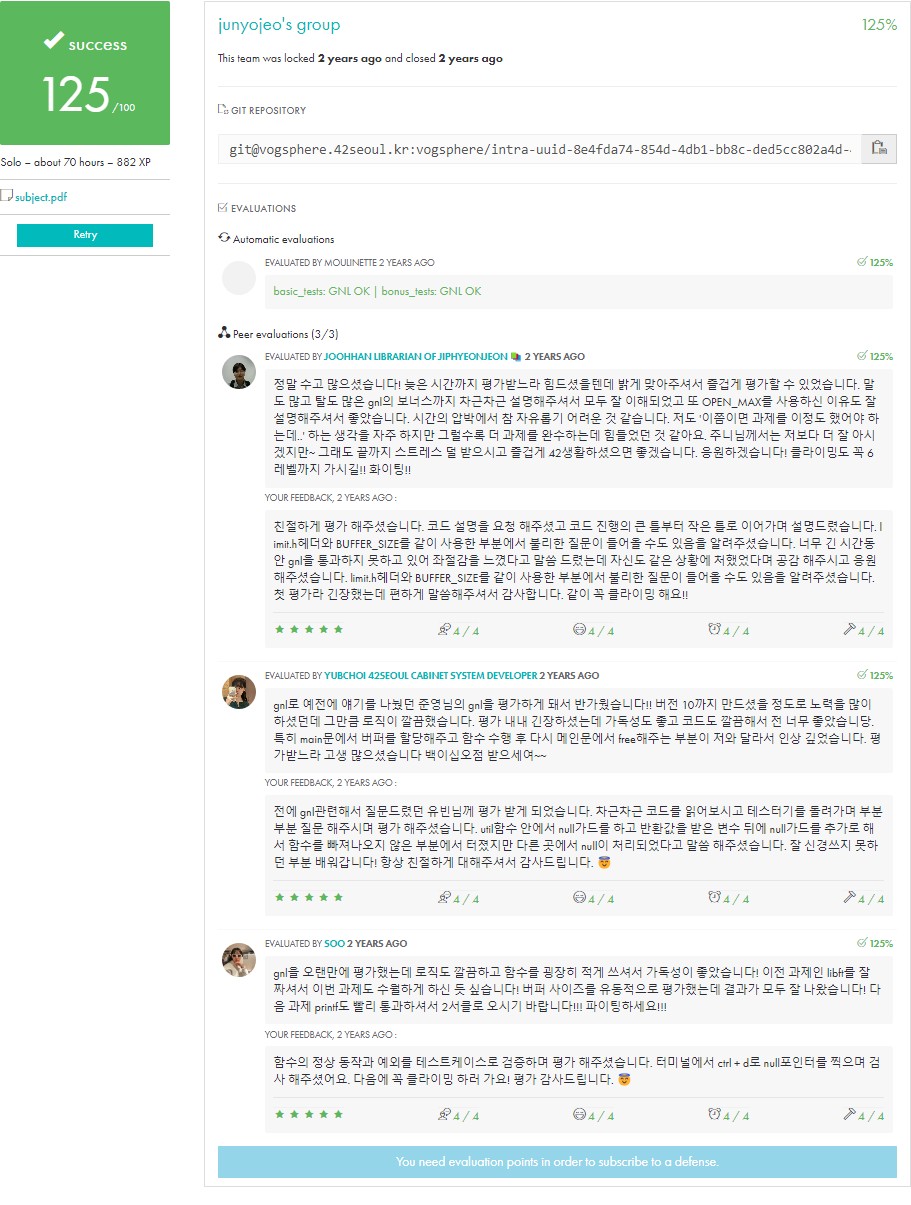 success
125 /100
Solo – about 70 hours – 882 XP
subject.pdf
Retry
junyojeo's group
125%
This team was locked 2 years ago and closed 2 years ago
GIT REPOSITORY
git@vogsphere.42seoul.kr:vogsphere/intra-uuid-8e4fda74-854d-4db1-bb8c-ded5cc802a4d-
EVALUATIONS
Automatic evaluations
EVALUATED BY MOULINETTE 2 YEARS AGO
125%
basic_tests: GNL OK | bonus_tests: GNL OK
Peer evaluations (3/3)
EVALUATED BY JOOHHAN LIBRARIAN OF JIPHYEONJEON 2 YEARS AGO
125%
정말 수고 많으셨습니다! 늦은 시간까지 평가받느라 힘드셨을텐데 밝게 맞아주셔서 즐겁게 평가할 수 있었습니다. 말
도 많고 탈도 많은 gnl의 보너스까지 차근차근 설명해주셔서 모두 잘 이해되었고 또 OPEN_MAX를 사용하신 이유도 잘
설명해주셔서 좋았습니다. 시간의 압박에서 참 자유롭기 어려운 것 같습니다. 저도 '이쯤이면 과제를 이정도 했어야 하
는데..' 하는 생각을 자주 하지만 그럴수록 더 과제를 완수하는데 힘들었던 것 같아요. 주니님께서는 저보다 더 잘 아시
겠지만~ 그래도 끝까지 스트레스 덜 받으시고 즐겁게 42생활하셨으면 좋겠습니다. 응원하겠습니다! 클라이밍도 꼭 6
레벨까지 가시길!! 화이팅!!
YOUR FEEDBACK, 2 YEARS AGO :
친절하게 평가 해주셨습니다. 코드 설명을 요청 해주셨고 코드 진행의 큰 틀부터 작은 틀로 이어가며 설명드렸습니다. l
imit.h헤더와 BUFFER_SIZE를 같이 사용한 부분에서 불리한 질문이 들어올 수도 있음을 알려주셨습니다. 너무 긴 시간동
안 gnl을 통과하지 못하고 있어 좌절감을 느꼈다고 말씀 드렸는데 자신도 같은 상황에 처했었다며 공감 해주시고 응원
해주셨습니다. limit.h헤더와 BUFFER_SIZE를 같이 사용한 부분에서 불리한 질문이 들어올 수도 있음을 알려주셨습니다.
첫 평가라 긴장했는데 편하게 말씀해주셔서 감사합니다. 같이 꼭 클라이밍 해요!!
4 / 4
4 / 4
4 / 4
4 / 4
EVALUATED BY YUBCHOI 42SEOUL CABINET SYSTEM DEVELOPER 2 YEARS AGO
125%
gnl로 예전에 얘기를 나눴던 준영님의 gnl을 평가하게 돼서 반가웠습니다!! 버전 10까지 만드셨을 정도로 노력을 많이
하셨던데 그만큼 로직이 깔끔했습니다. 평가 내내 긴장하셨는데 가독성도 좋고 코드도 깔끔해서 전 너무 좋았습니당.
특히 main문에서 버퍼를 할당해주고 함수 수행 후 다시 메인문에서 free해주는 부분이 저와 달라서 인상 깊었습니다. 평
가받느라 고생 많으셨습니다 백이십오점 받으세여~~
YOUR FEEDBACK, 2 YEARS AGO :
전에 gnl관련해서 질문드렸던 유빈님께 평가 받게 되었습니다. 차근차근 코드를 읽어보시고 테스터기를 돌려가며 부분
부분 질문 해주시며 평가 해주셨습니다. util함수 안에서 null가드를 하고 반환값을 받은 변수 뒤에 null가드를 추가로 해
서 함수를 빠져나오지 않은 부분에서 터졌지만 다른 곳에서 null이 처리되었다고 말씀 해주셨습니다. 잘 신경쓰지 못하
던 부분 배워갑니다! 항상 친절하게 대해주셔서 감사드립니다. 😇
4 / 4
4 / 4
4 / 4
4 / 4
EVALUATED BY SOO 2 YEARS AGO
125%
gnl을 오랜만에 평가했는데 로직도 깔끔하고 함수를 굉장히 적게 쓰셔서 가독성이 좋았습니다! 이전 과제인 libft를 잘
짜셔서 이번 과제도 수월하게 하신 듯 싶습니다! 버퍼 사이즈를 유동적으로 평가했는데 결과가 모두 잘 나왔습니다! 다
음 과제 printf도 빨리 통과하셔서 2서클로 오시기 바랍니다!!! 파이팅하세요!!!
YOUR FEEDBACK, 2 YEARS AGO :
함수의 정상 동작과 예외를 테스트케이스로 검증하며 평가 해주셨습니다. 터미널에서 ctrl + d로 null포인터를 찍으며 검
사 해주셨어요. 다음에 꼭 클라이밍 하러 가요! 평가 감사드립니다. 😇
4 / 4
4 / 4
4 / 4
4 / 4
You need evaluation points in order to subscribe to a defense.